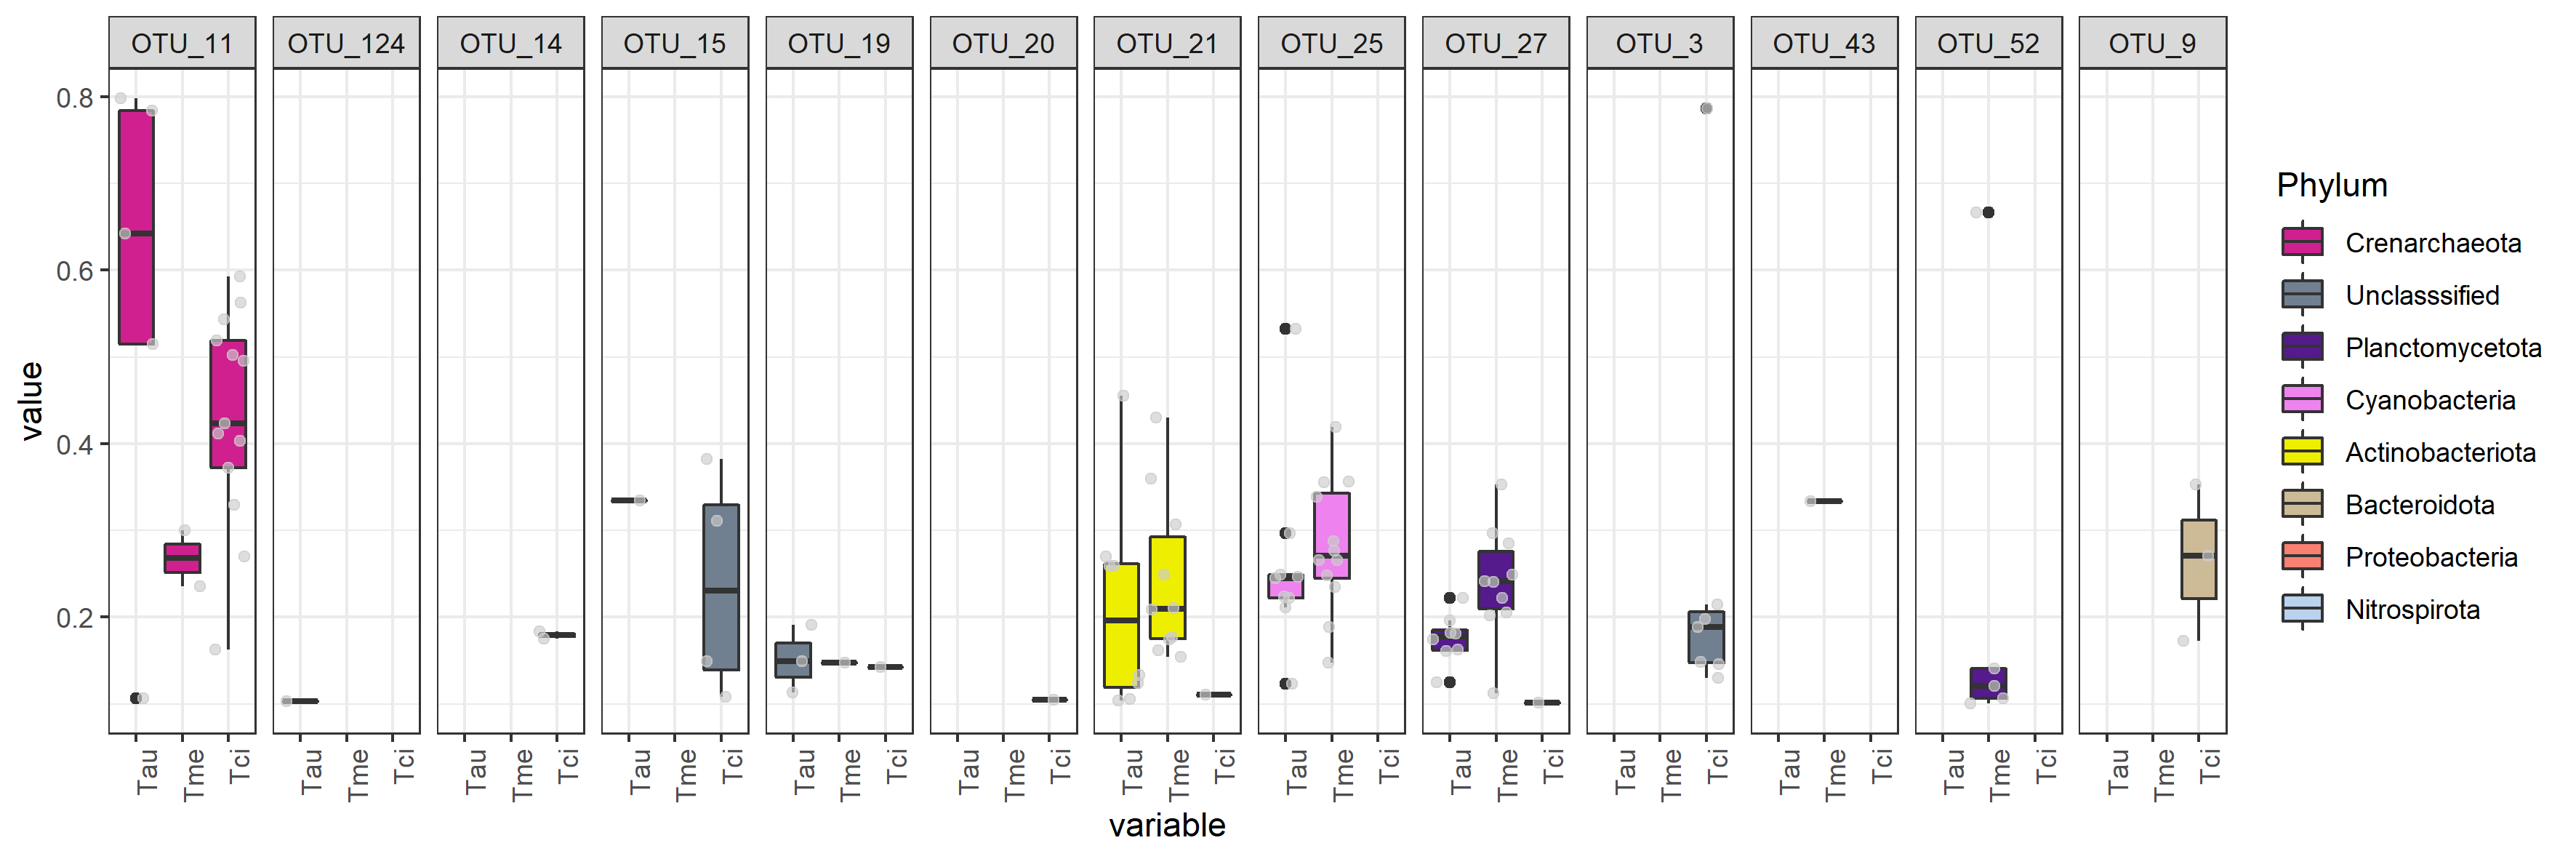 OTU_11 OTU_124 OTU_14 OTU_15 OTU_19 OTU_20 OTU_21 OTU_25 OTU_27 OTU_3 OTU_43 OTU_52 OTU_9
0.8
0.6
0.4
0.2
value
Tau Tme Tci Tau Tme Tci Tau Tme Tci Tau Tme Tci Tau Tme Tci Tau Tme Tci Tau Tme Tci Tau Tme Tci Tau Tme Tci Tau Tme Tci Tau Tme Tci Tau Tme Tci Tau Tme Tci
variable
Phylum
Crenarchaeota
Unclasssified
Planctomycetota
Cyanobacteria
Actinobacteriota
Bacteroidota
Proteobacteria
Nitrospirota